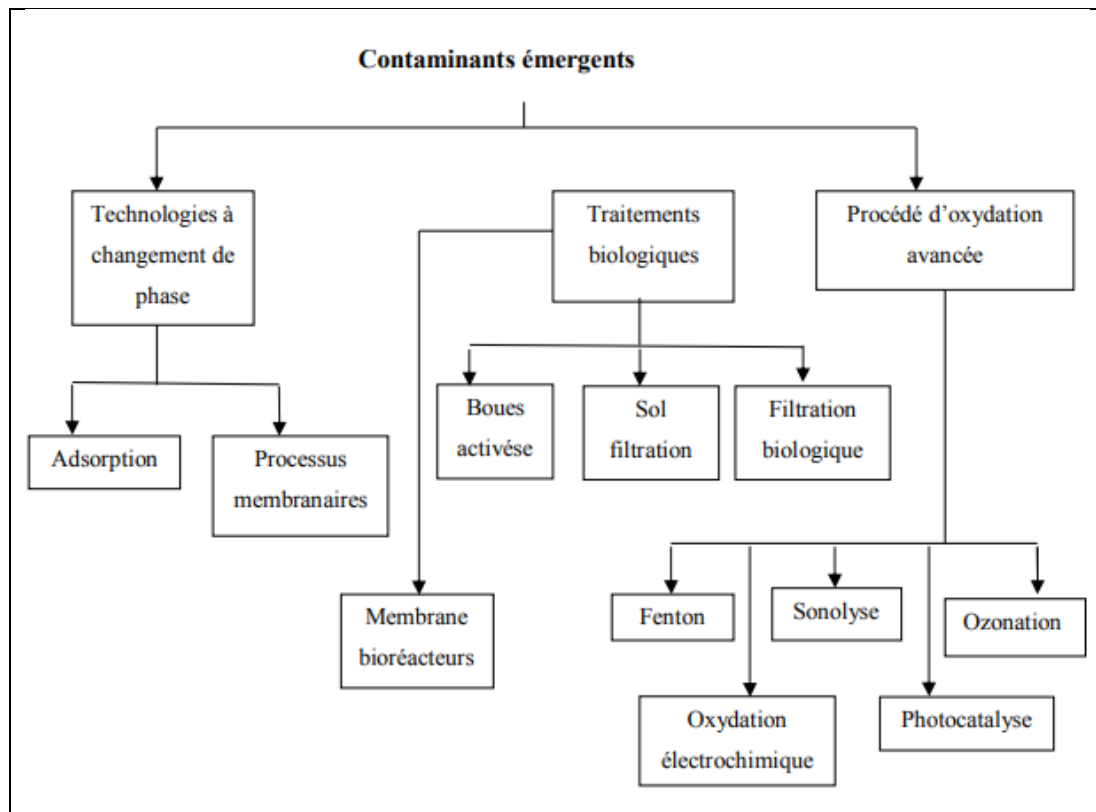 Contaminants émergents
Technologies à
changement de
phase
Traitements
biologiques
Procédé d'oxydation
avancée
Adsorption
Processus
membranaires
Boues
activése
Sol
filtration
Filtration
biologique
Membrane
bioréacteurs
Fenton
Sonolyse
Ozonation
Oxydation
électrochimique
Photocatalyse